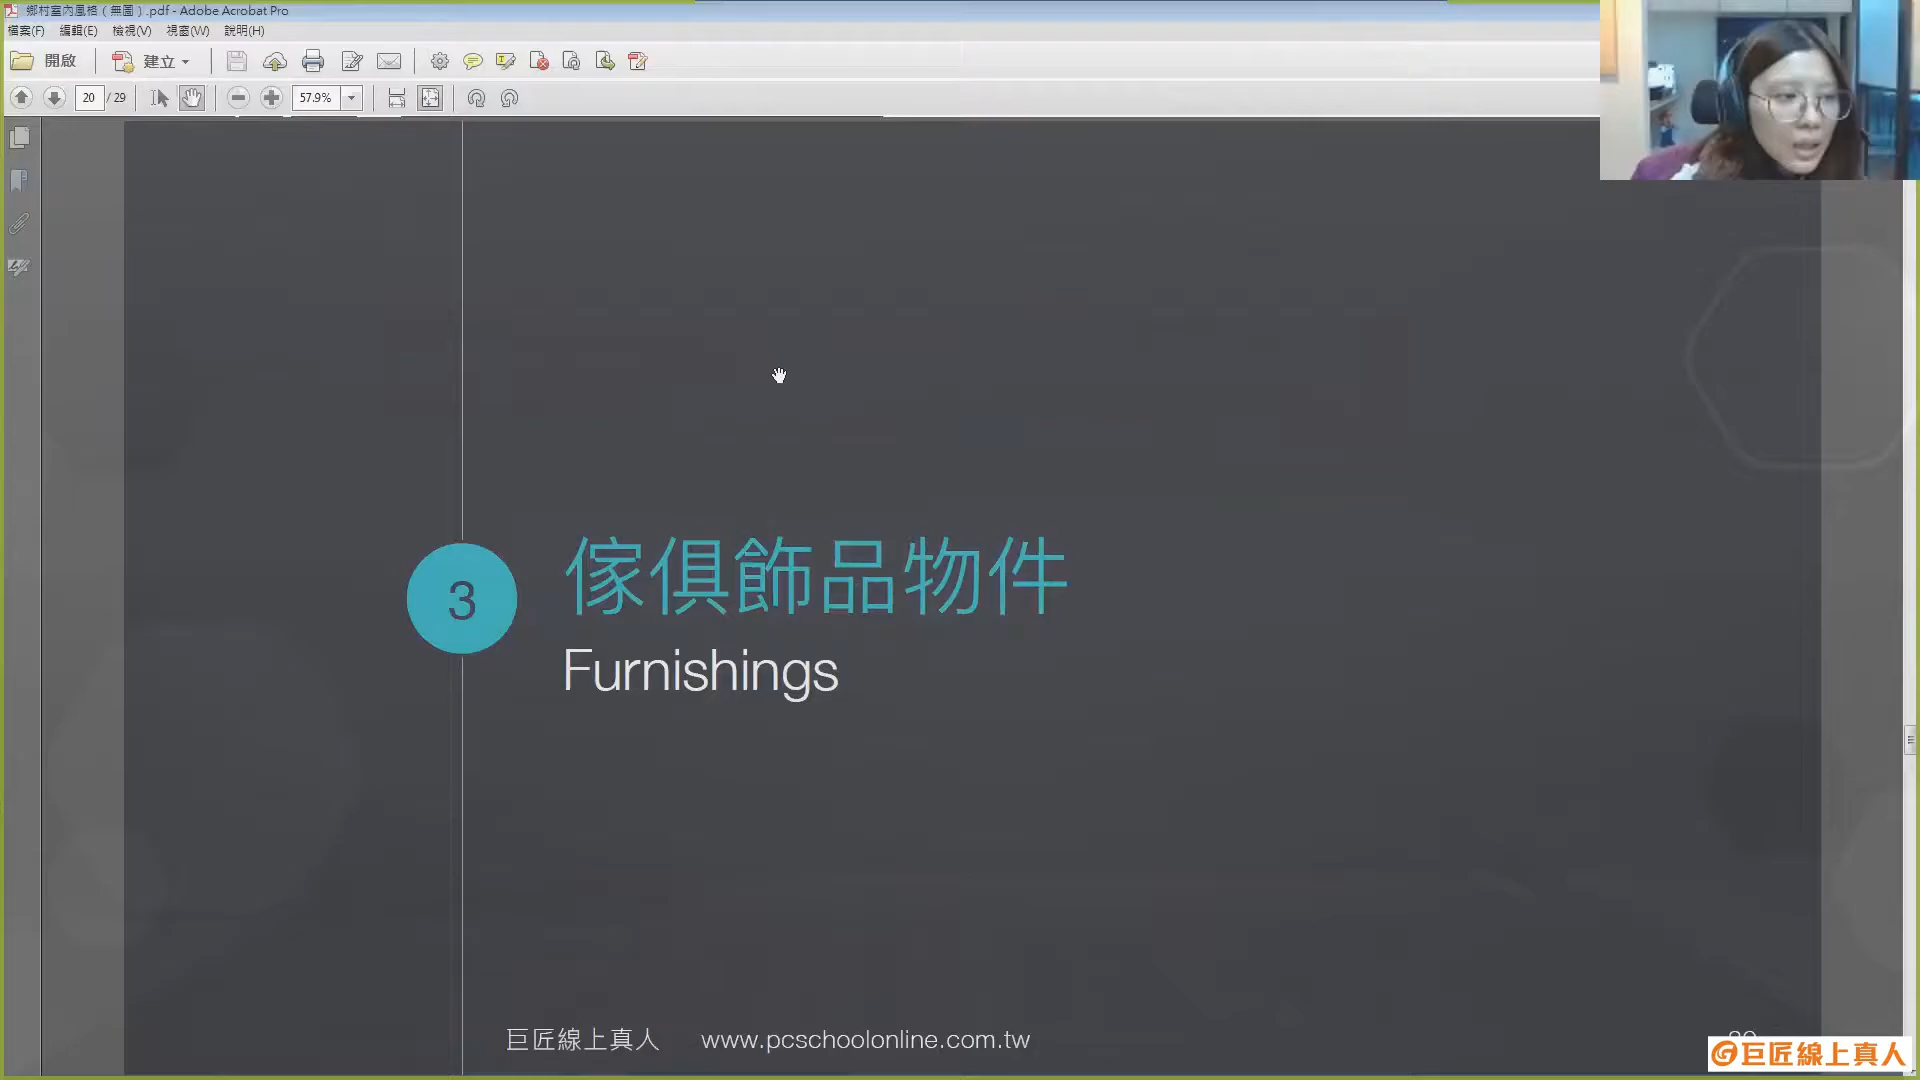 鄉村室內風格（無圖）.pdf - Adobe Acrobat Pro
檔案(F) 編輯(E) 檢視(V) 視窗(W) 說明(H)
開啟 建立
20 / 29 57.9%
3
傢俱飾品物件
Furnishings
巨匠線上真人 www.pcschoolonline.com.tw
巨匠線上真人